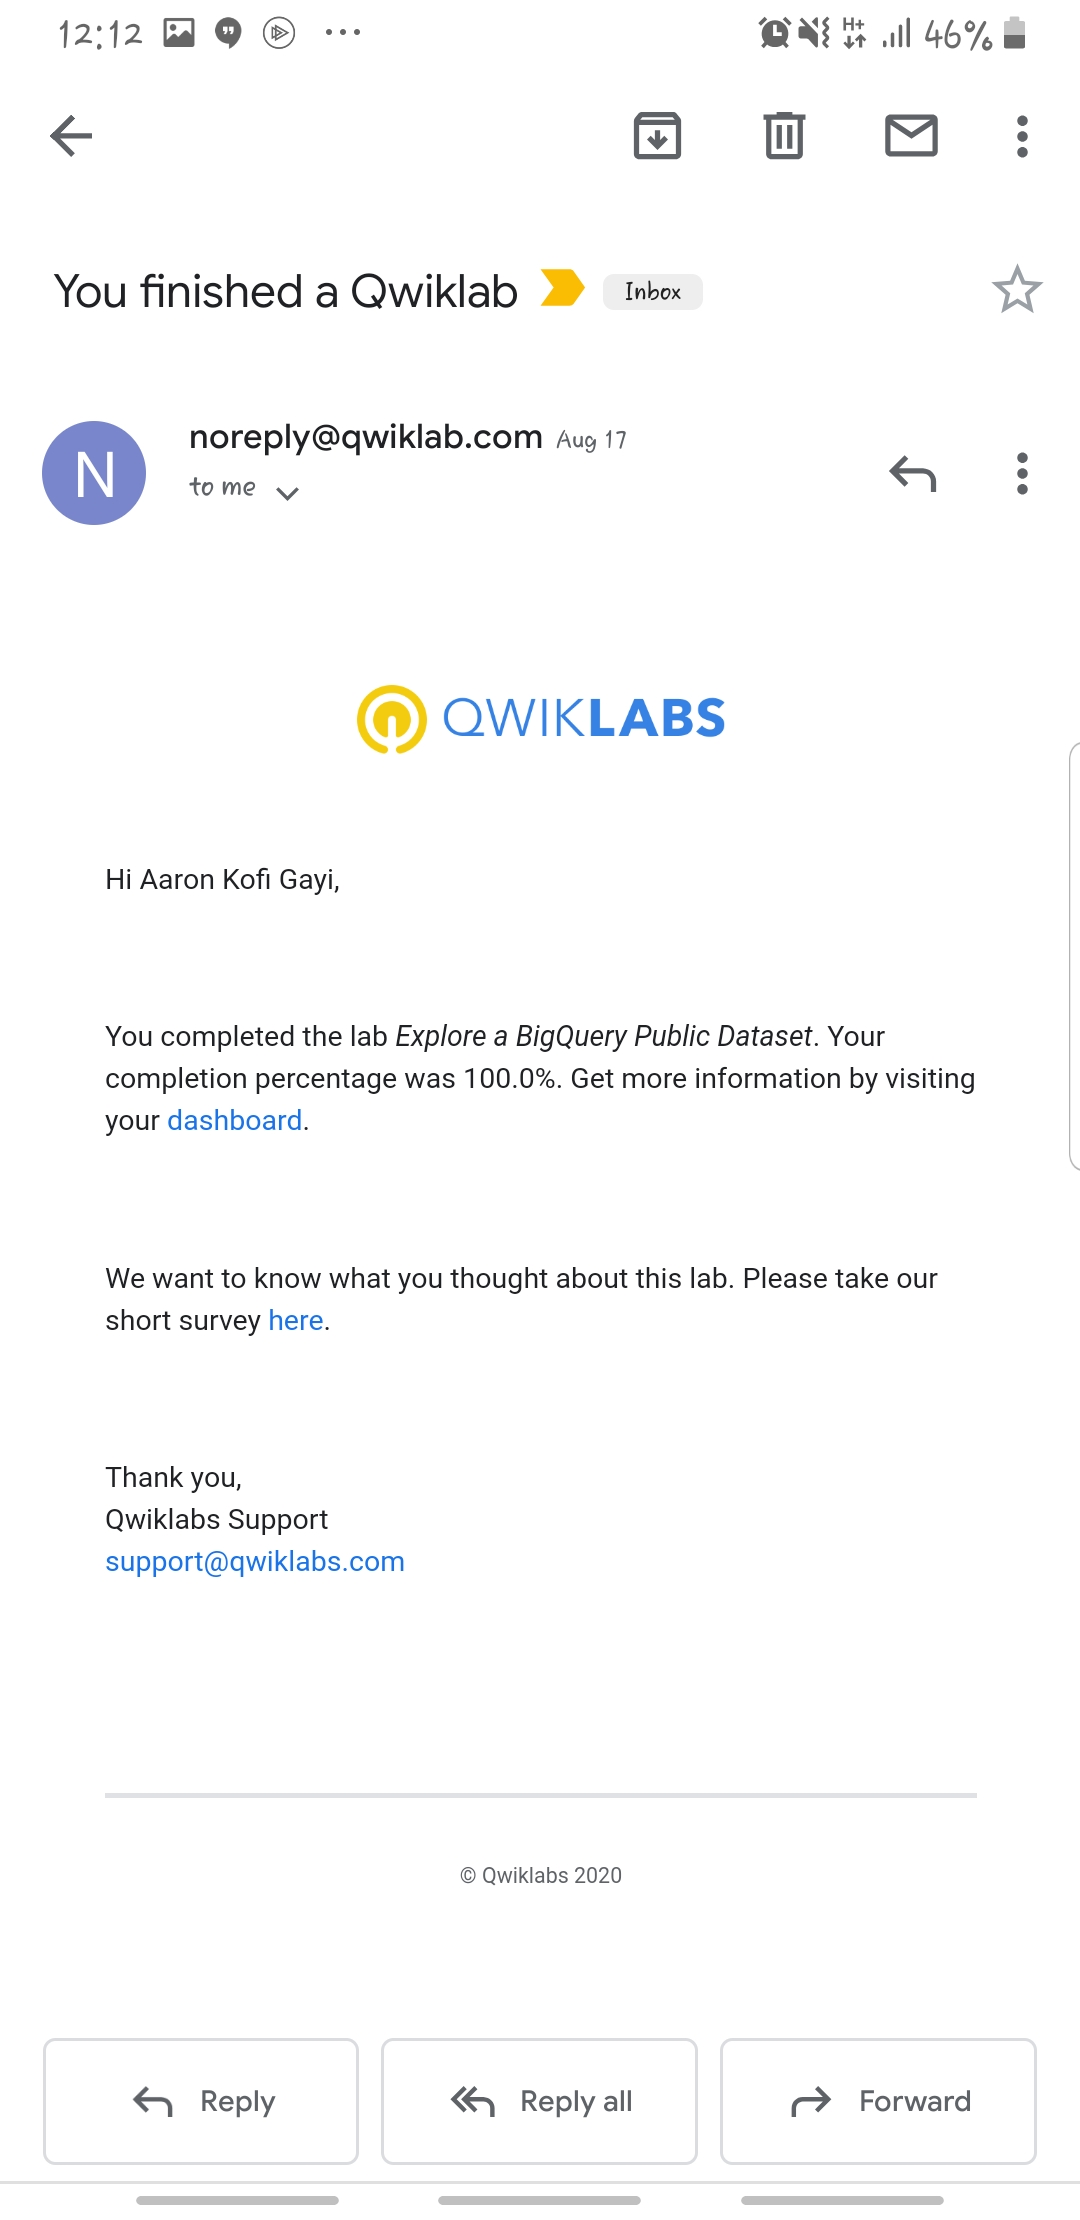 12:12
H+
46%
You finished a Qwiklab
Inbox
N
noreply@qwiklab.com Aug 17
to me
QWIKLABS
Hi Aaron Kofi Gayi,
You completed the lab Explore a BigQuery Public Dataset. Your
completion percentage was 100.0%. Get more information by visiting
your dashboard.
We want to know what you thought about this lab. Please take our
short survey here.
Thank you,
Qwiklabs Support
support@qwiklabs.com
© Qwiklabs 2020
Reply
Reply all
Forward